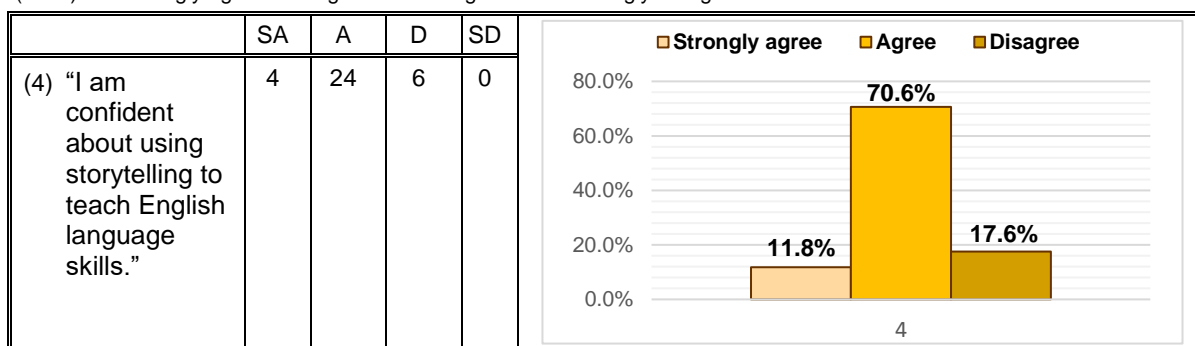 SA A D SD
(4) “I am 4 24 6 0
confident
about using
storytelling to
teach English
language
skills.”
Strongly agree Agree Disagree
80.0%
60.0%
40.0%
20.0%
0.0%
70.6%
11.8%
17.6%
4